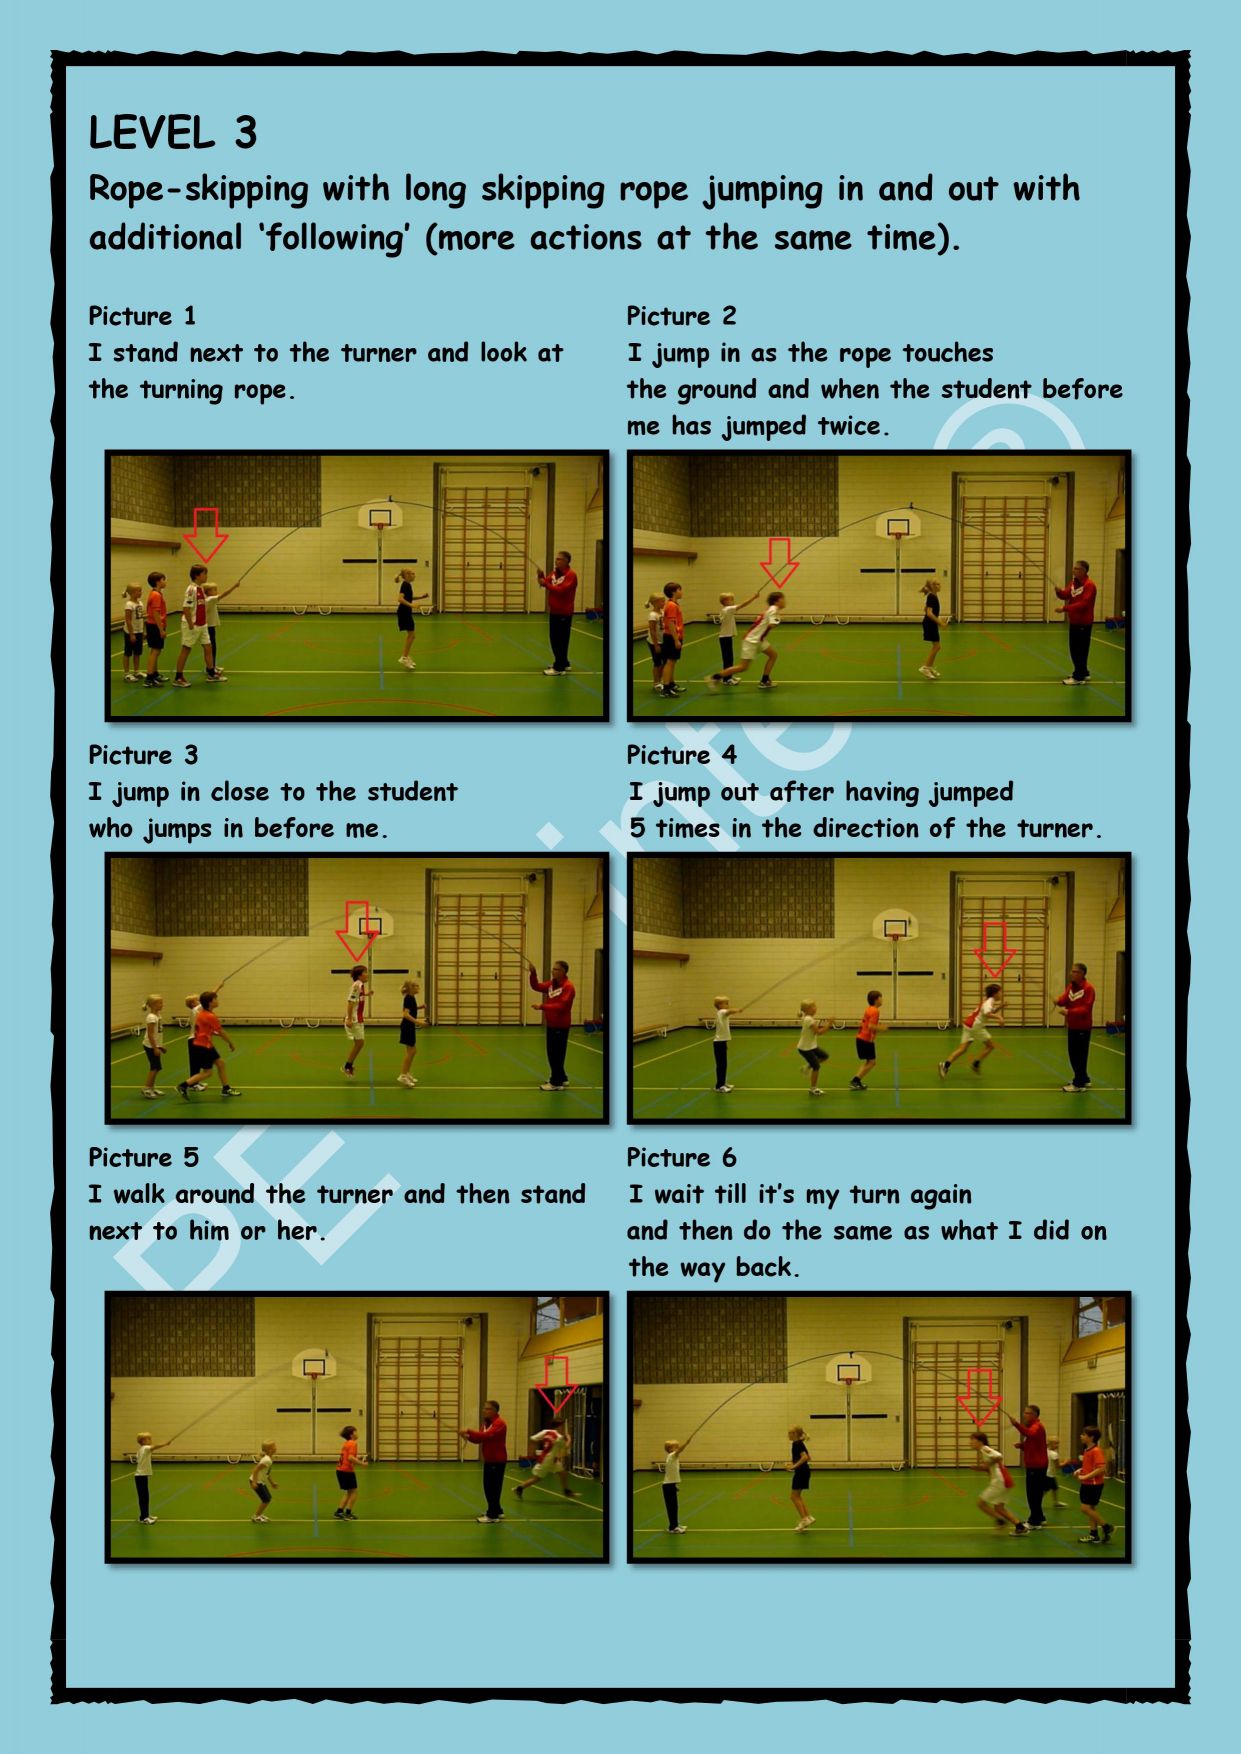 LEVEL 3
Rope-skipping with long skipping rope jumping in and out with
additional ‘following’ (more actions at the same time).
Picture 1
I stand next to the turner and look at
the turning rope.
Picture 2
I jump in as the rope touches
the ground and when the student before
me has jumped twice.
Picture 3
I jump in close to the student
who jumps in before me.
Picture 4
I jump out after having jumped
5 times in the direction of the turner.
Picture 5
I walk around the turner and then stand
next to him or her.
Picture 6
I wait till it’s my turn again
and then do the same as what I did on
the way back.